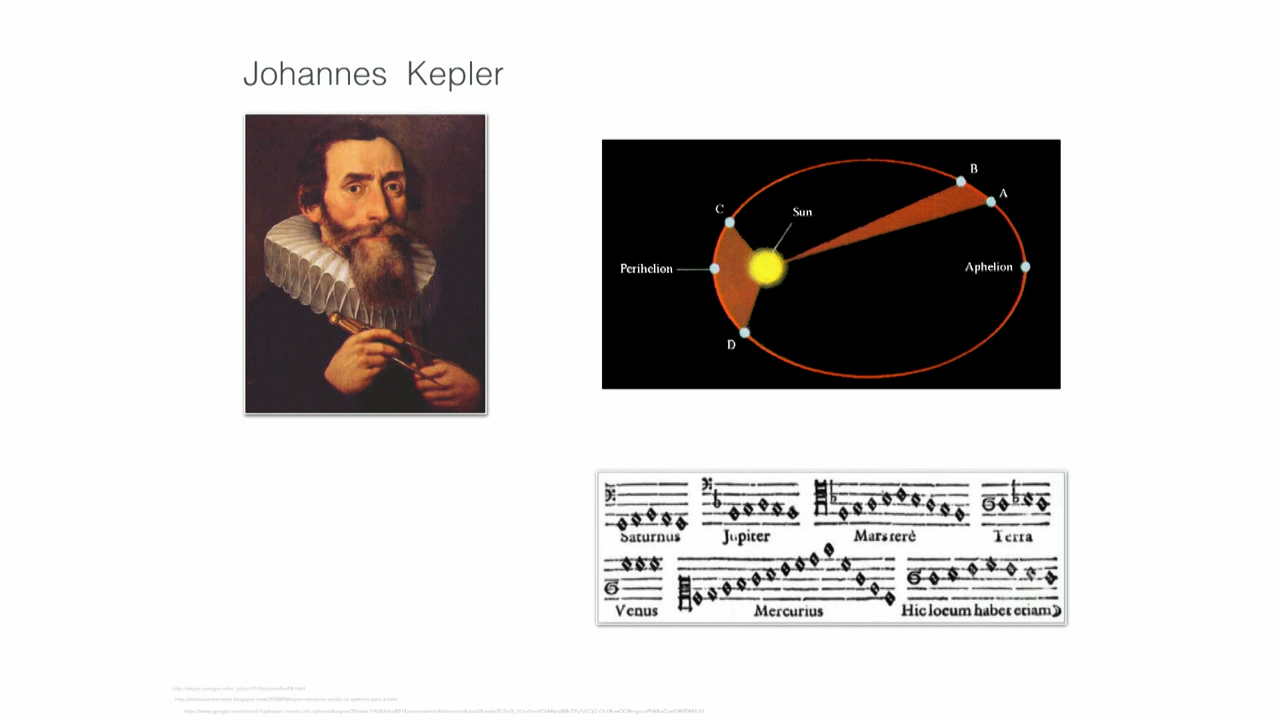 Johannes Kepler
B
A
C
Sun
Perihelion
Aphelion
D
Saturnus Jupiter Mars ferè Terra
Venus Mercurius Hic locum habet etiam ☽